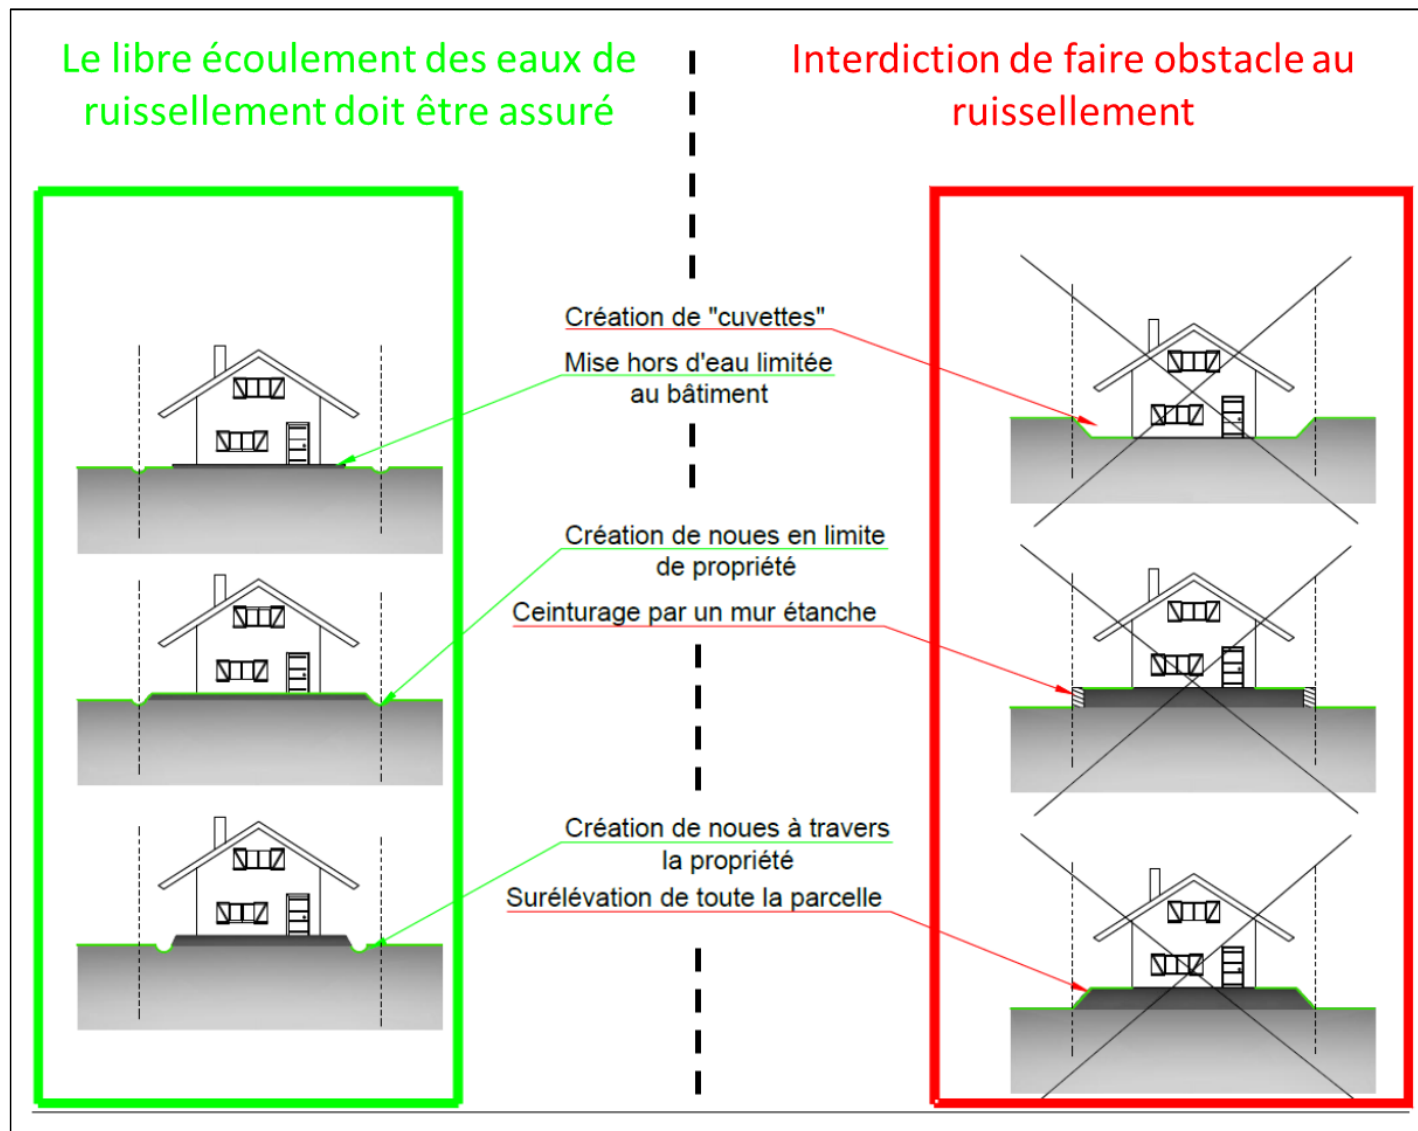 Le libre écoulement des eaux de
ruissellement doit être assuré
Interdiction de faire obstacle au
ruissellement
Création de "cuvettes"
Mise hors d'eau limitée
au bâtiment
Création de noues en limite
de propriété
Ceinturage par un mur étanche
Création de noues à travers
la propriété
Surélévation de toute la parcelle